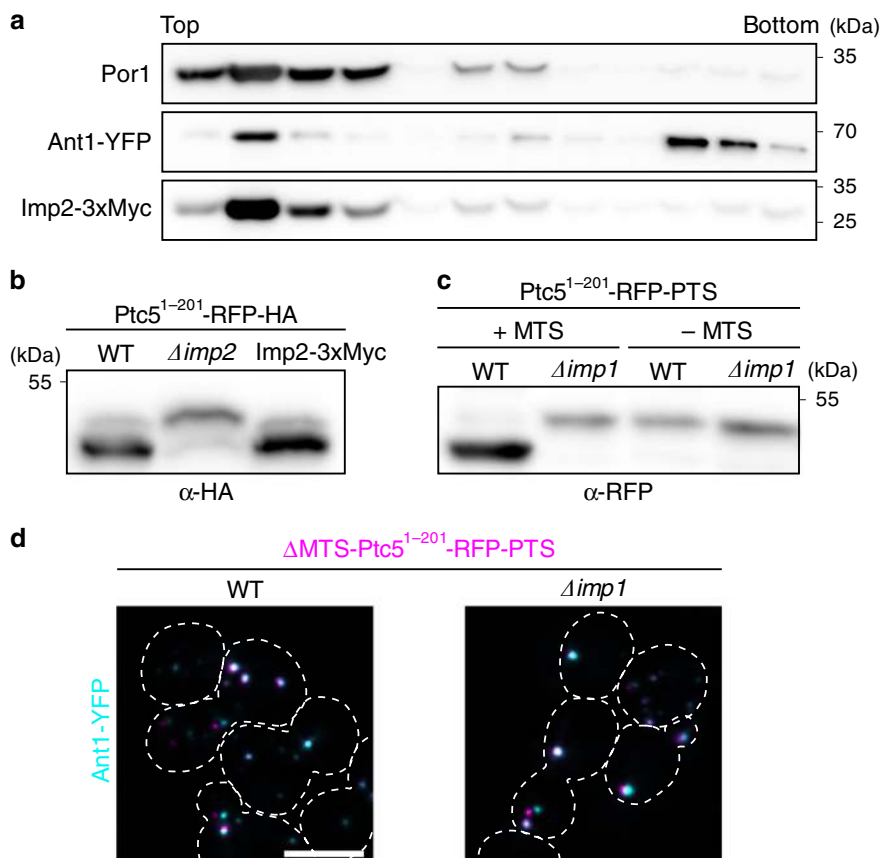 a
Top Bottom (kDa)
Por1 35
Ant1-YFP 70
Imp2-3xMyc 35
25
b
Ptc5¹⁻²⁰¹-RFP-HA
(kDa) WT Δimp2 Imp2-3xMyc
55
α-HA
c
Ptc5¹⁻²⁰¹-RFP-PTS
+ MTS – MTS
WT Δimp1 WT Δimp1 (kDa)
55
α-RFP
d
ΔMTS-Ptc5¹⁻²⁰¹-RFP-PTS
WT Δimp1
Ant1-YFP